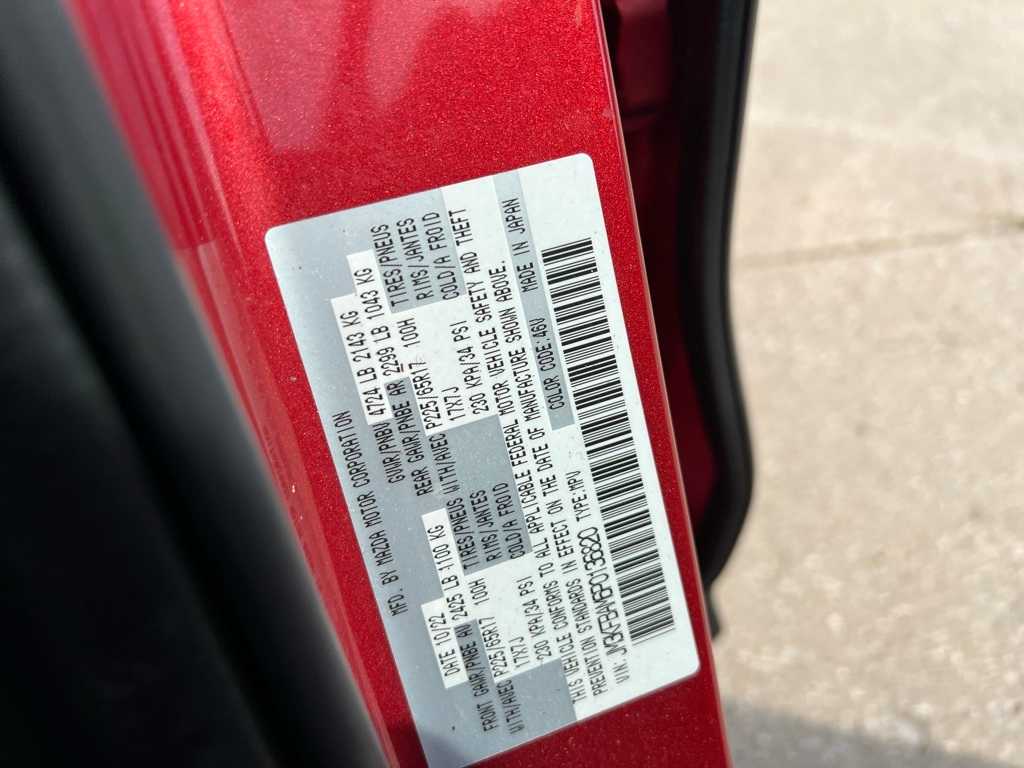 MFD. BY MAZDA MOTOR CORPORATION
DATE 10/22 GVWR/PNBV 4724 LB 2143 KG
FRONT GAWR/PNBE AV 2425 LB 1100 KG REAR GAWR/PNBE AR 2299 LB 1043 KG
WITH/AVEC P225/65R17 100H TIRES/PNEUS WITH/AVEC P225/65R17 100H TIRES/PNEUS
17X7J RIMS/JANTES 17X7J RIMS/JANTES
230 KPA/34 PSI COLD/A FROID 230 KPA/34 PSI COLD/A FROID
THIS VEHICLE CONFORMS TO ALL APPLICABLE FEDERAL MOTOR VEHICLE SAFETY AND THEFT
PREVENTION STANDARDS IN EFFECT ON THE DATE OF MANUFACTURE SHOWN ABOVE.
VIN: TYPE:MPV COLOR CODE:46V MADE IN JAPAN